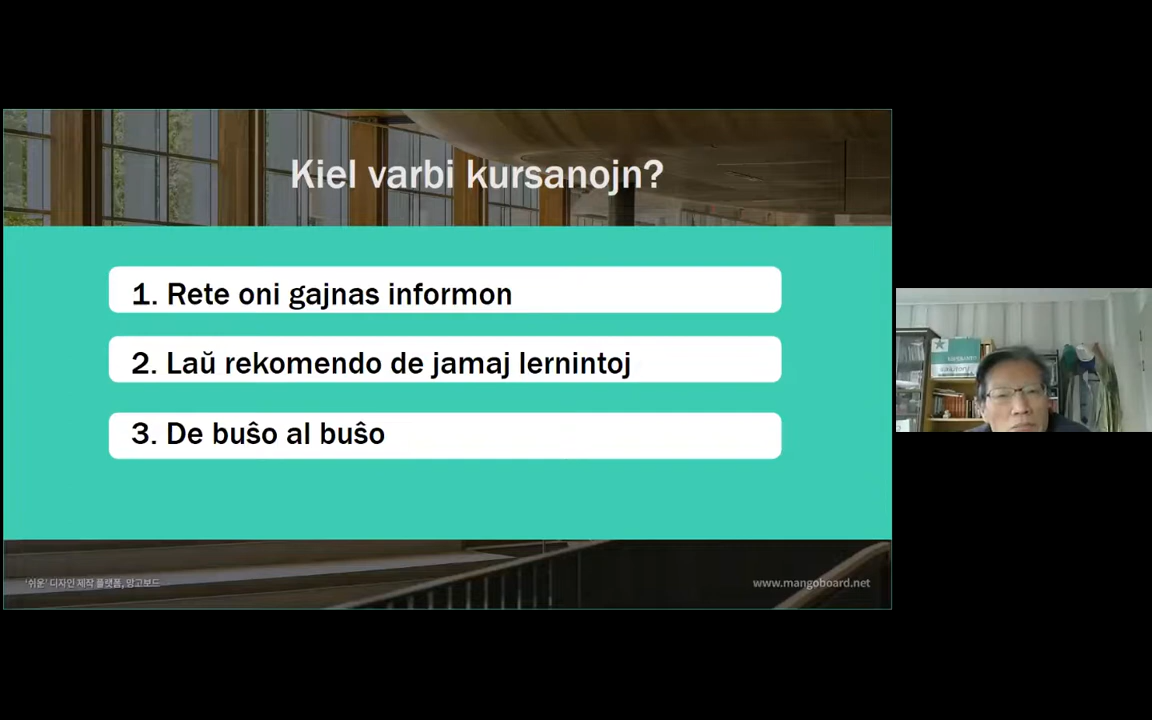 Kiel varbi kursanojn?
1. Rete oni gajnas informon
2. Laŭ rekomendo de jamaj lernintoj
3. De buŝo al buŝo
'쉬운' 디자인 제작 플랫폼, 망고보드
www.mangoboard.net